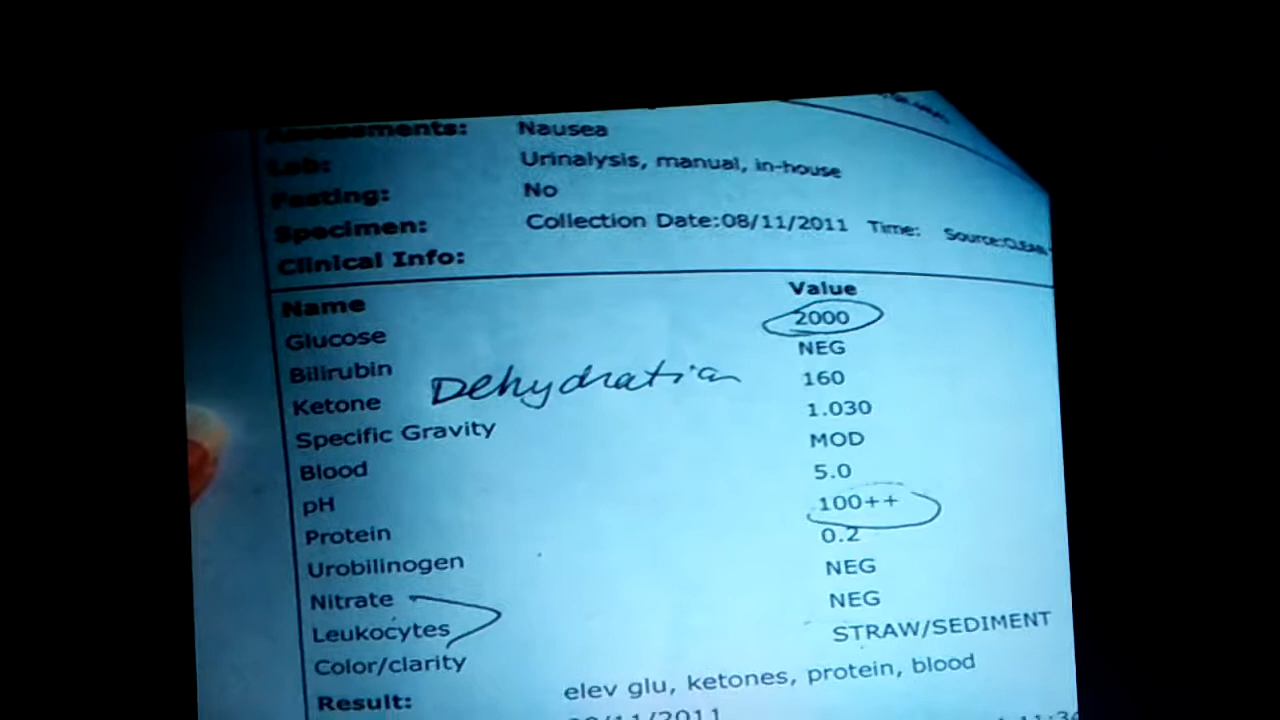 Assessments: Nausea
Lab: Urinalysis, manual, in-house
Fasting: No
Specimen: Collection Date:08/11/2011 Time: Source:CLEAN
Clinical Info:
Name Value
Glucose 2000
Bilirubin NEG
Ketone 160
Dehydration
Specific Gravity 1.030
Blood MOD
pH 5.0
Protein 100++
Urobilinogen 0.2
Nitrate NEG
Leukocytes NEG
Color/clarity STRAW/SEDIMENT
Result: elev glu, ketones, protein, blood